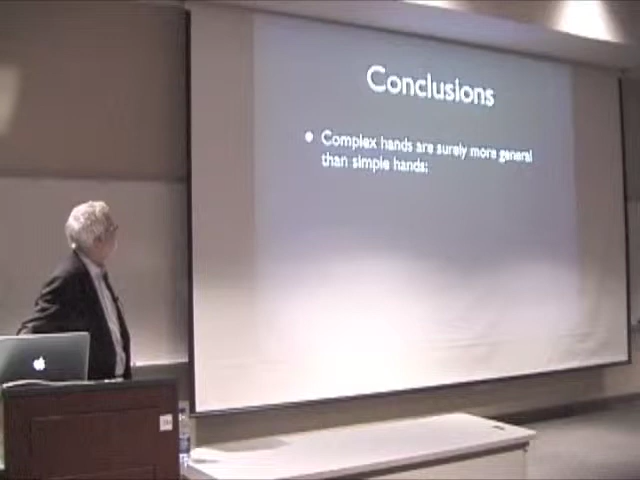 Conclusions
• Complex hands are surely more general
than simple hands;